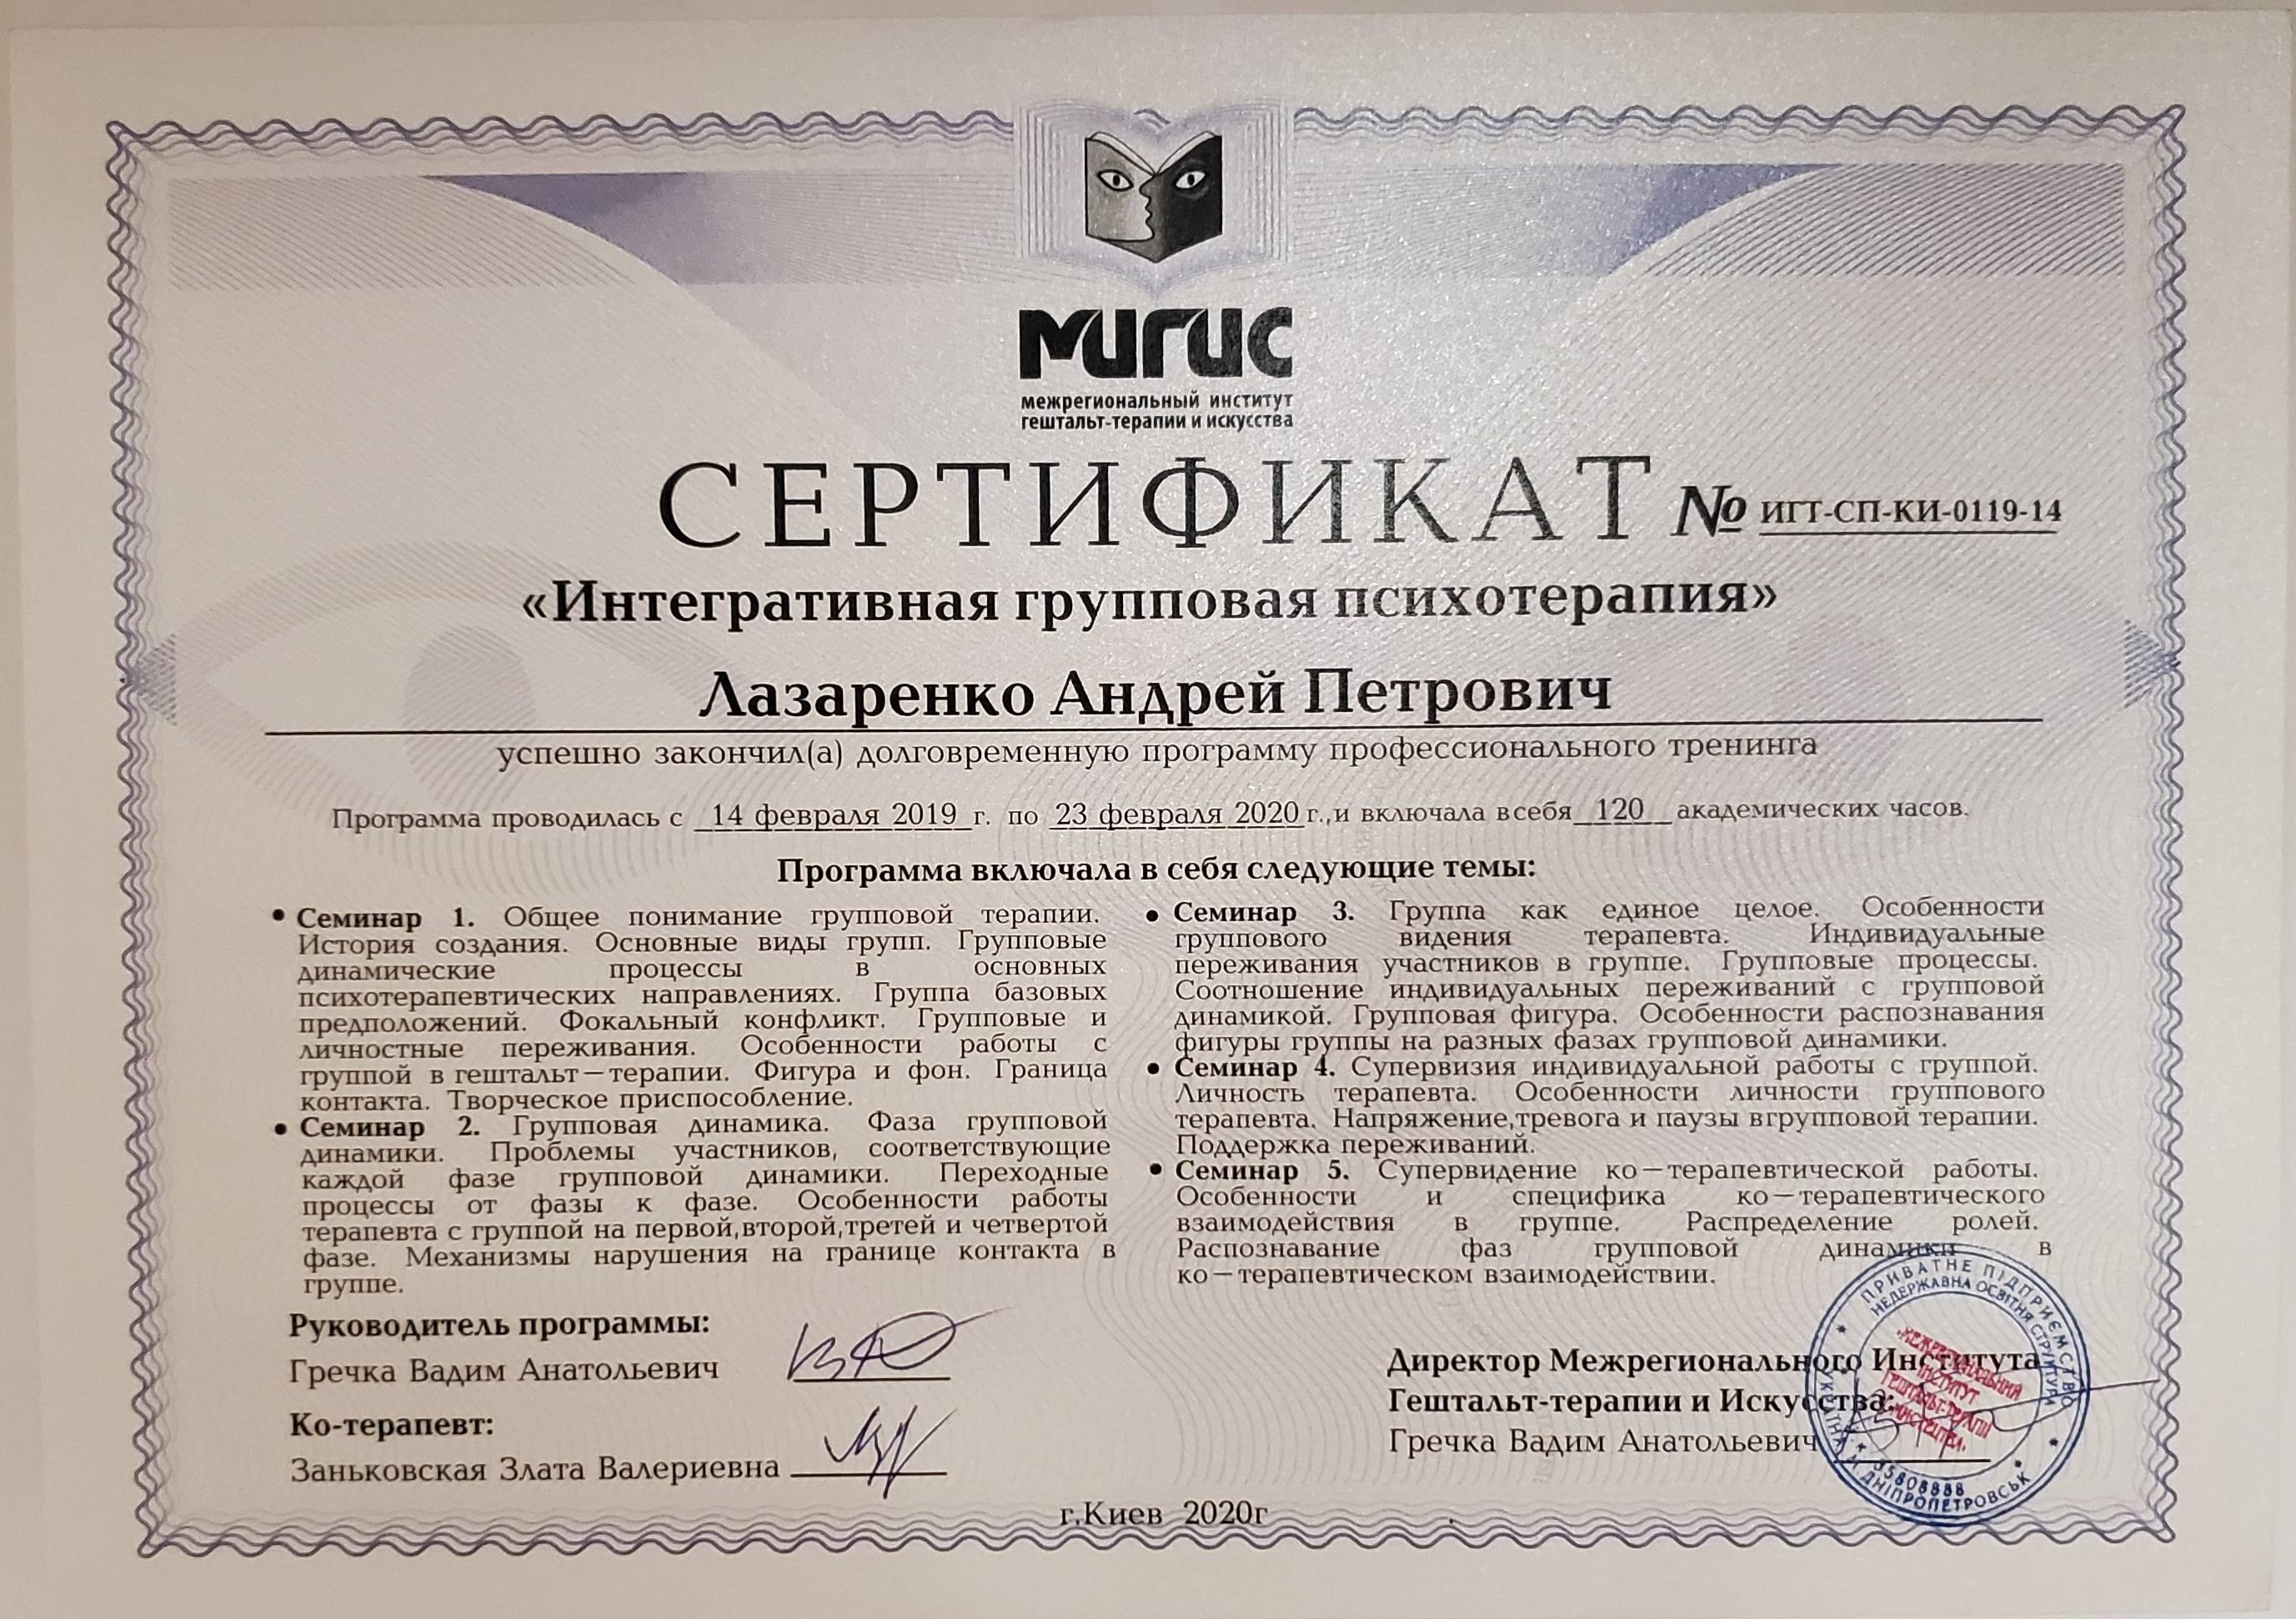 МИГИС
межрегиональный институт
гештальт-терапии и искусства
СЕРТИФИКАТ № ИГТ-СП-КИ-0119-14
«Интегративная групповая психотерапия»
Лазаренко Андрей Петрович
успешно закончил(а) долговременную программу профессионального тренинга
Программа проводилась с 14 февраля 2019 г. по 23 февраля 2020 г.,и включала в себя 120 академических часов.
Программа включала в себя следующие темы:
• Семинар 1. Общее понимание групповой терапии.
История создания. Основные виды групп. Групповые
динамические процессы в основных
психотерапевтических направлениях. Группа базовых
предположений. Фокальный конфликт. Групповые и
личностные переживания. Особенности работы с
группой в гештальт—терапии. Фигура и фон. Граница
контакта. Творческое приспособление.
• Семинар 2. Групповая динамика. Фаза групповой
динамики. Проблемы участников, соответствующие
каждой фазе групповой динамики. Переходные
процессы от фазы к фазе. Особенности работы
терапевта с группой на первой,второй,третей и четвертой
фазе. Механизмы нарушения на границе контакта в
группе.
• Семинар 3. Группа как единое целое. Особенности
группового видения терапевта. Индивидуальные
переживания участников в группе. Групповые процессы.
Соотношение индивидуальных переживаний с групповой
динамикой. Групповая фигура. Особенности распознавания
фигуры группы на разных фазах групповой динамики.
• Семинар 4. Супервизия индивидуальной работы с группой.
Личность терапевта. Особенности личности группового
терапевта. Напряжение,тревога и паузы вгрупповой терапии.
Поддержка переживаний.
• Семинар 5. Супервидение ко—терапевтической работы.
Особенности и специфика ко—терапевтического
взаимодействия в группе. Распределение ролей.
Распознавание фаз групповой динамики в
ко—терапевтическом взаимодействии.
Руководитель программы:
Гречка Вадим Анатольевич
Ко-терапевт:
Заньковская Злата Валериевна
Директор Межрегионального Института
Гештальт-терапии и Искусства:
Гречка Вадим Анатольевич
ПРИВАТНЕ ПІДПРИЄМСТВО
НЕДЕРЖАВНА ОСВІТНЯ СТРУКТУРА
«МІЖРЕГІОНАЛЬНИЙ
ІНСТИТУТ
ГЕШТАЛЬТ-ТЕРАПІЇ
І МИСТЕЦТВА»
35808888
УКРАЇНА М. ДНІПРОПЕТРОВСЬК
г.Киев 2020г